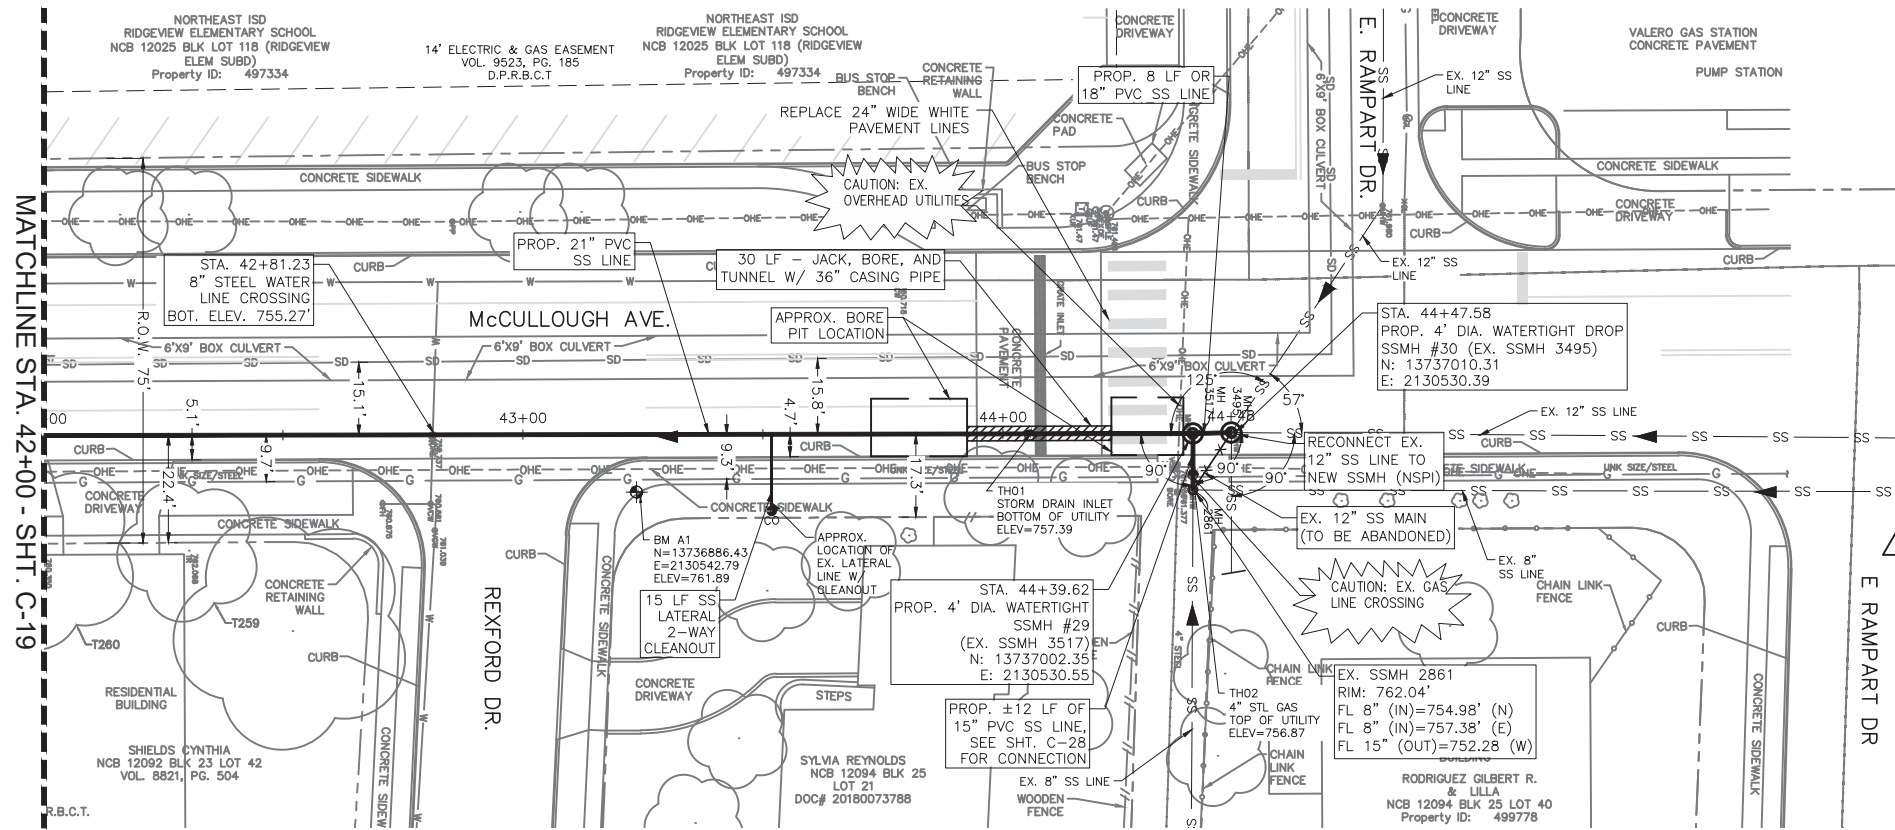 NORTHEAST ISD
RIDGEVIEW ELEMENTARY SCHOOL
NCB 12025 BLK LOT 118 (RIDGEVIEW
ELEM SUBD)
Property ID: 497334
14' ELECTRIC & GAS EASEMENT
VOL. 9523, PG. 185
D.P.R.B.C.T
NORTHEAST ISD
RIDGEVIEW ELEMENTARY SCHOOL
NCB 12025 BLK LOT 118 (RIDGEVIEW
ELEM SUBD)
Property ID: 497334
BUS STOP
BENCH
CONCRETE
RETAINING
WALL
CONCRETE
DRIVEWAY
PROP. 8 LF OR
18" PVC SS LINE
REPLACE 24" WIDE WHITE
PAVEMENT LINES
CONCRETE
PAD
BUS STOP
BENCH
6'X9' BOX CULVERT
E. RAMPART DR.
EX. 12" SS
LINE
CONCRETE
DRIVEWAY
VALERO GAS STATION
CONCRETE PAVEMENT
PUMP STATION
CONCRETE SIDEWALK
CONCRETE
DRIVEWAY
CURB
CURB
CURB
EX. 12" SS
LINE
CONCRETE SIDEWALK
CAUTION: EX.
OVERHEAD UTILITIES
MATCHLINE STA. 42+00 - SHT. C-19
R.O.W. 75'
STA. 42+81.23
8" STEEL WATER
LINE CROSSING
BOT. ELEV. 755.27'
CURB
PROP. 21" PVC
SS LINE
30 LF – JACK, BORE, AND
TUNNEL W/ 36" CASING PIPE
APPROX. BORE
PIT LOCATION
McCULLOUGH AVE.
6'X9' BOX CULVERT
6'X9' BOX CULVERT
6'X9' BOX CULVERT
CONCRETE
PAVEMENT
STA. 44+47.58
PROP. 4' DIA. WATERTIGHT DROP
SSMH #30 (EX. SSMH 3495)
N: 13737010.31
E: 2130530.39
15.1'
15.8'
125°
57°
00
5.1'
43+00
4.7'
44+00
EX. 12" SS LINE
CURB
22.4'
9.7'
9.3'
CURB
17.3'
90°
90°
90°
RECONNECT EX.
12" SS LINE TO
NEW SSMH (NSPI)
CURB
CONCRETE
DRIVEWAY
CONCRETE SIDEWALK
CONCRETE SIDEWALK
TH01
STORM DRAIN INLET
BOTTOM OF UTILITY
ELEV=757.39
EX. 12" SS MAIN
(TO BE ABANDONED)
EX. 8"
SS LINE
BM A1
N=13736886.43
E=2130542.79
ELEV=761.89
APPROX.
LOCATION OF
EX. LATERAL
LINE W/
CLEANOUT
CURB
CONCRETE
RETAINING
WALL
T259
T260
CURB
REXFORD DR.
CONCRETE SIDEWALK
15 LF SS
LATERAL
2–WAY
CLEANOUT
STA. 44+39.62
PROP. 4' DIA. WATERTIGHT
SSMH #29
(EX. SSMH 3517)
N: 13737002.35
E: 2130530.55
CAUTION: EX. GAS
LINE CROSSING
CHAIN LINK
FENCE
CURB
E RAMPART DR
RESIDENTIAL
BUILDING
SHIELDS CYNTHIA
NCB 12092 BLK 23 LOT 42
VOL. 8821, PG. 504
R.B.C.T.
CONCRETE
DRIVEWAY
STEPS
PROP. ±12 LF OF
15" PVC SS LINE,
SEE SHT. C–28
FOR CONNECTION
CHAIN LINK
FENCE
TH02
4" STL GAS
TOP OF UTILITY
ELEV=756.87
EX. SSMH 2861
RIM: 762.04'
FL 8" (IN)=754.98' (N)
FL 8" (IN)=757.38' (E)
FL 15" (OUT)=752.28 (W)
CHAIN
LINK
FENCE
SYLVIA REYNOLDS
NCB 12094 BLK 25
LOT 21
DOC# 20180073788
EX. 8" SS LINE
WOODEN
FENCE
RODRIGUEZ GILBERT R.
& LILLA
NCB 12094 BLK 25 LOT 40
Property ID: 499778
CONCRETE SIDEWALK